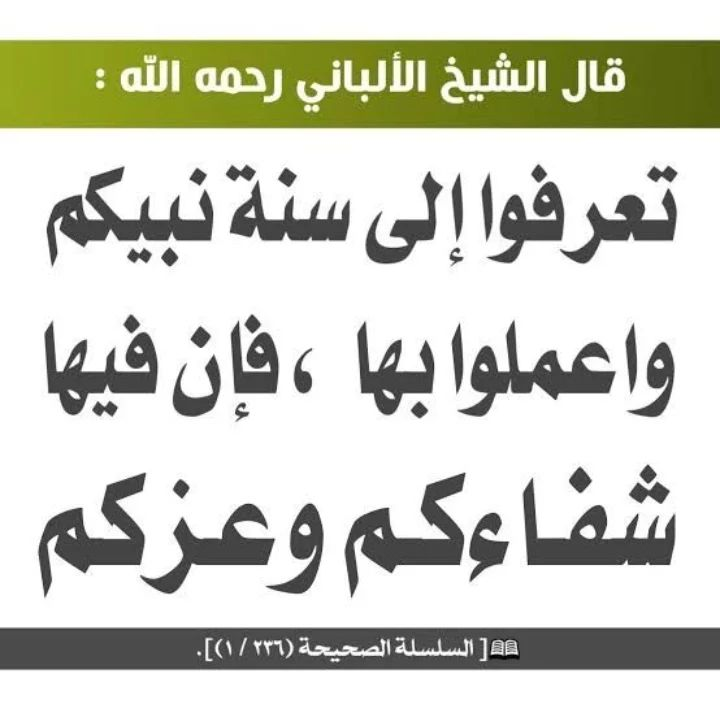 قال الشيخ الألباني رحمه الله :
تعرفوا إلى سنة نبيكم
واعملوا بها ، فإن فيها
شفاءكم وعزكم
[ السلسلة الصحيحة (٢٣٦ / ١)].